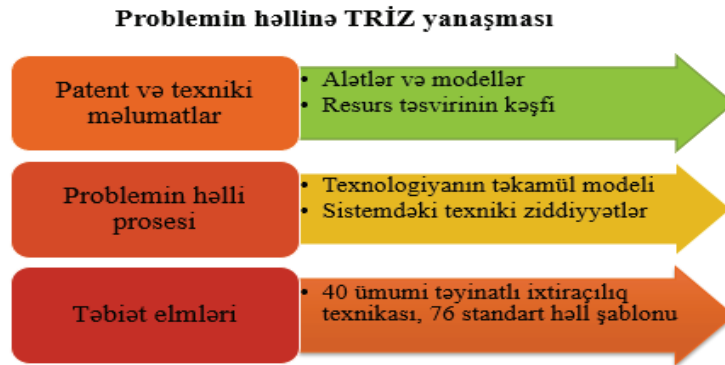 Problemin həllinə TRİZ yanaşması
Patent və texniki
məlumatlar
• Alətlər və modellər
• Resurs təsvirinin kəşfi
Problemin həlli
prosesi
• Texnologiyanın təkamül modeli
• Sistemdəki texniki ziddiyyətlər
Təbiət elmləri
• 40 ümumi təyinatlı ixtiraçılıq
texnikası, 76 standart həll şablonu